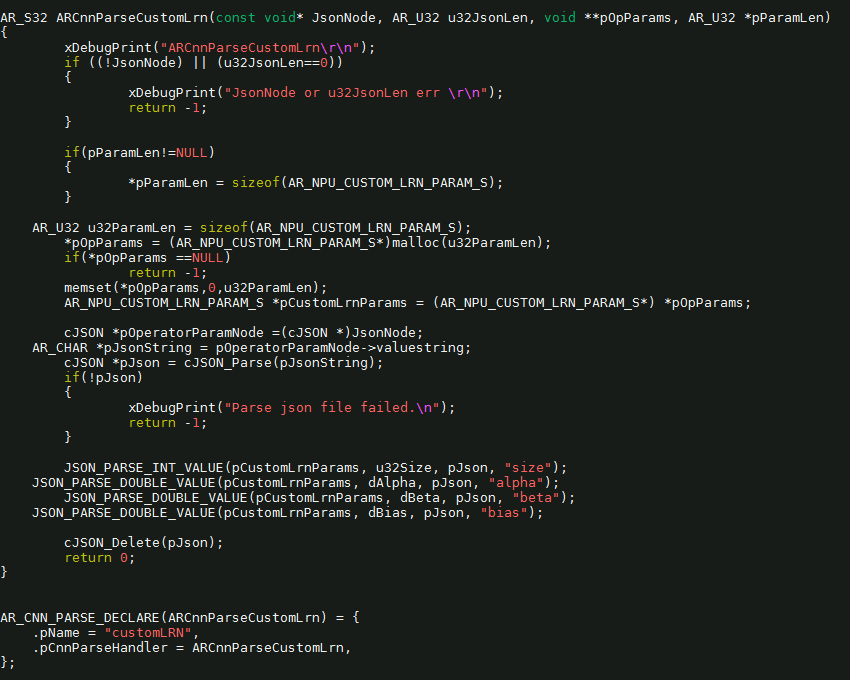 AR_S32 ARCnnParseCustomLrn(const void* JsonNode, AR_U32 u32JsonLen, void **pOpParams, AR_U32 *pParamLen)
{
        xDebugPrint("ARCnnParseCustomLrn\r\n");
        if ((!JsonNode) || (u32JsonLen==0))
        {
                xDebugPrint("JsonNode or u32JsonLen err \r\n");
                return -1;
        }

        if(pParamLen!=NULL)
        {
                *pParamLen = sizeof(AR_NPU_CUSTOM_LRN_PARAM_S);
        }

    AR_U32 u32ParamLen = sizeof(AR_NPU_CUSTOM_LRN_PARAM_S);
        *pOpParams = (AR_NPU_CUSTOM_LRN_PARAM_S*)malloc(u32ParamLen);
        if(*pOpParams ==NULL)
                return -1;
        memset(*pOpParams,0,u32ParamLen);
        AR_NPU_CUSTOM_LRN_PARAM_S *pCustomLrnParams = (AR_NPU_CUSTOM_LRN_PARAM_S*) *pOpParams;

        cJSON *pOperatorParamNode =(cJSON *)JsonNode;
    AR_CHAR *pJsonString = pOperatorParamNode->valuestring;
        cJSON *pJson = cJSON_Parse(pJsonString);
        if(!pJson)
        {
                xDebugPrint("Parse json file failed.\n");
                return -1;
        }

        JSON_PARSE_INT_VALUE(pCustomLrnParams, u32Size, pJson, "size");
    JSON_PARSE_DOUBLE_VALUE(pCustomLrnParams, dAlpha, pJson, "alpha");
        JSON_PARSE_DOUBLE_VALUE(pCustomLrnParams, dBeta, pJson, "beta");
    JSON_PARSE_DOUBLE_VALUE(pCustomLrnParams, dBias, pJson, "bias");

        cJSON_Delete(pJson);
        return 0;
}


AR_CNN_PARSE_DECLARE(ARCnnParseCustomLrn) = {
    .pName = "customLRN",
    .pCnnParseHandler = ARCnnParseCustomLrn,
};